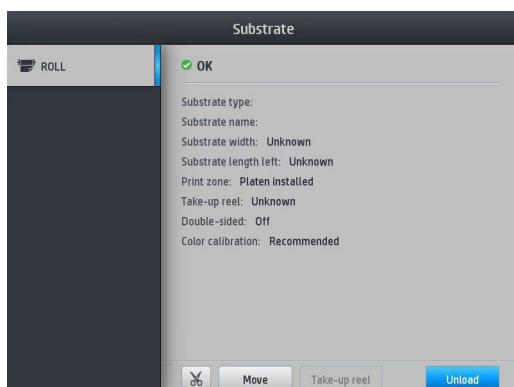 Substrate
ROLL
OK
Substrate type:
Substrate name:
Substrate width: Unknown
Substrate length left: Unknown
Print zone: Platen installed
Take-up reel: Unknown
Double-sided: Off
Color calibration: Recommended
Move Take-up reel Unload